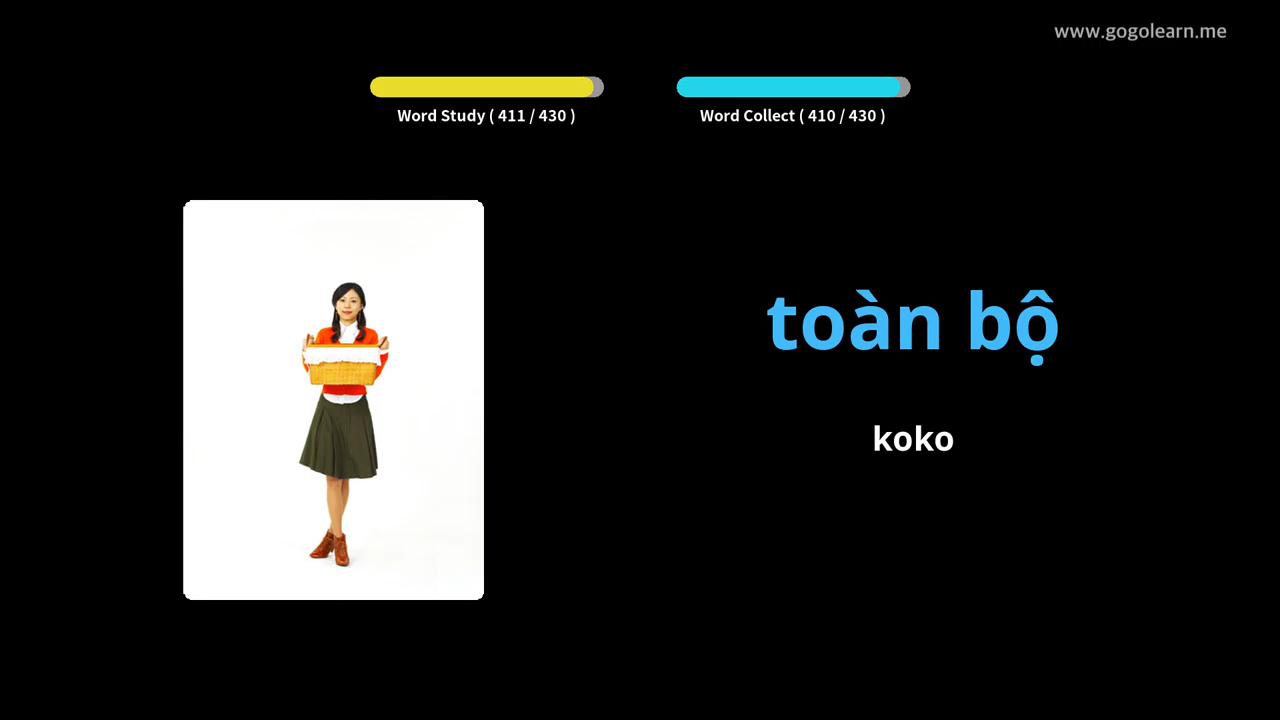 www.gogolearn.me
Word Study ( 411 / 430 )
Word Collect ( 410 / 430 )
toàn bộ
koko